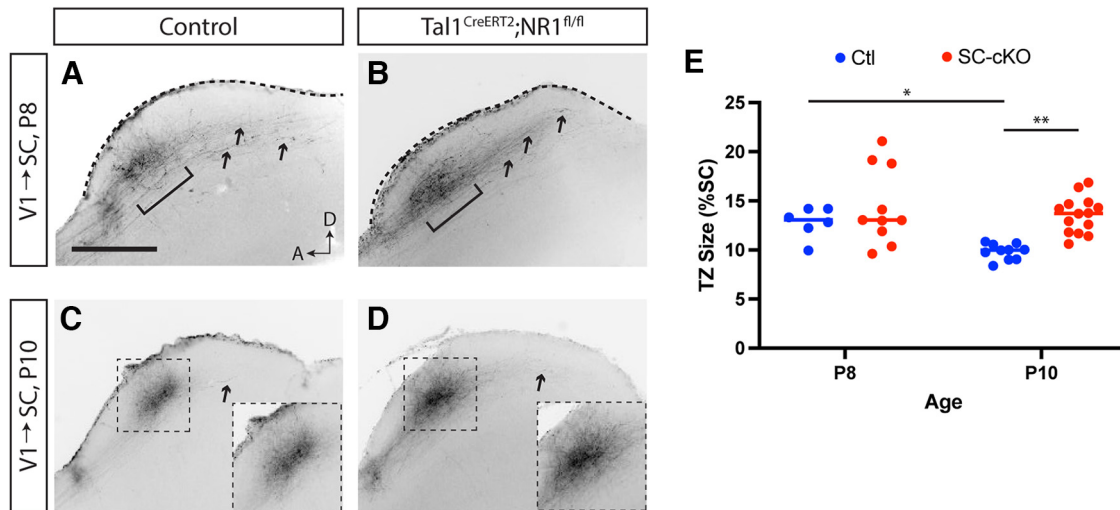 Control
Tal1CreERT2;NR1fl/fl
V1→SC, P8
A
B
D
A
V1→SC, P10
C
D
E
Ctl
SC-cKO
*
**
25
20
15
10
5
0
TZ Size (%SC)
P8
P10
Age